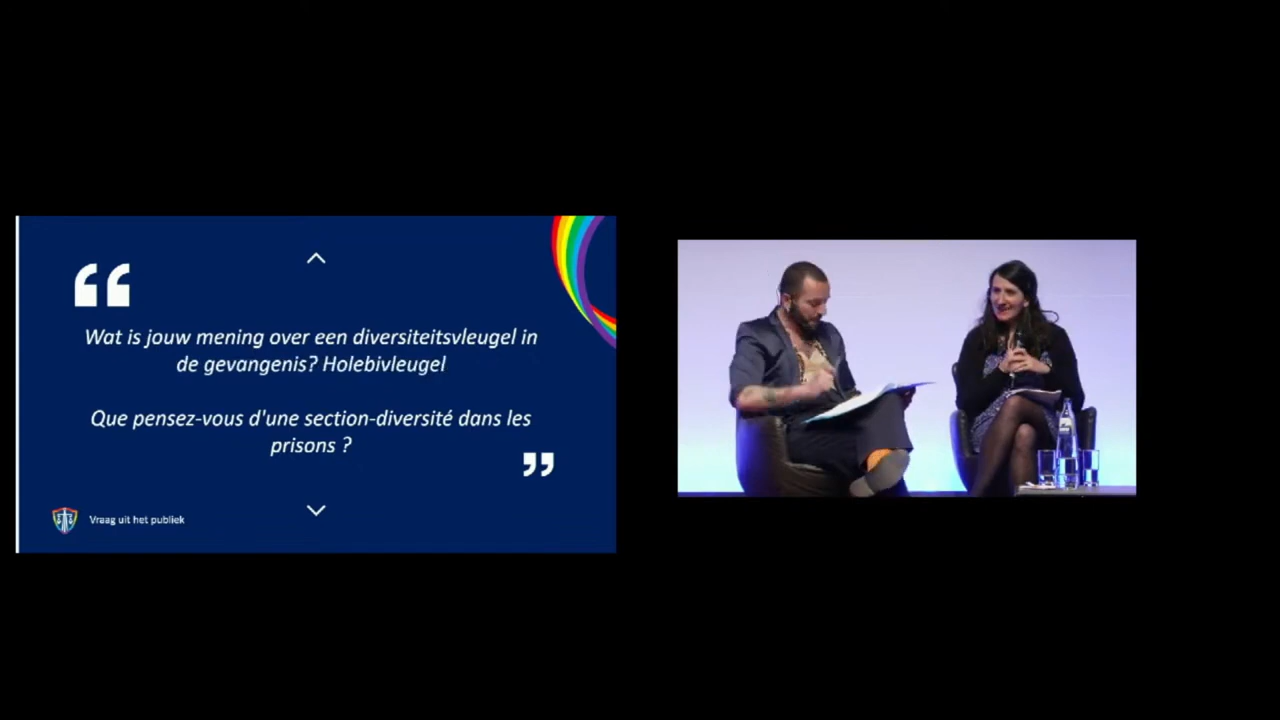 “
Wat is jouw mening over een diversiteitsvleugel in
de gevangenis? Holebivleugel
Que pensez-vous d'une section-diversité dans les
prisons ?
”
Vraag uit het publiek